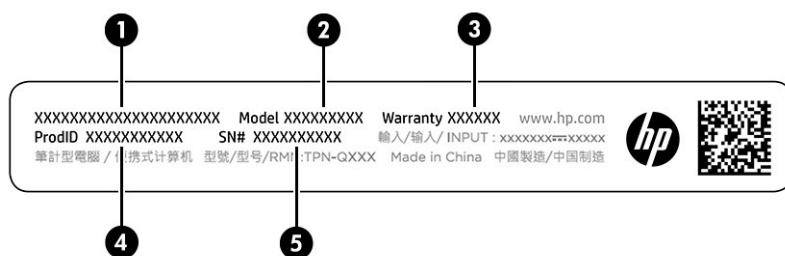 1 2 3
XXXXXXXXXXXXXXXXXXXXX Model XXXXXXXXX Warranty XXXXXX www.hp.com
ProdID XXXXXXXXXXX SN# XXXXXXXXXX 輸入/输入/ INPUT : XXXXXXX⎓XXXXX
筆計型電腦 / 便携式计算机 型號/型号/RMN:TPN-QXXX Made in China 中國製造/中国制造
hp
4 5